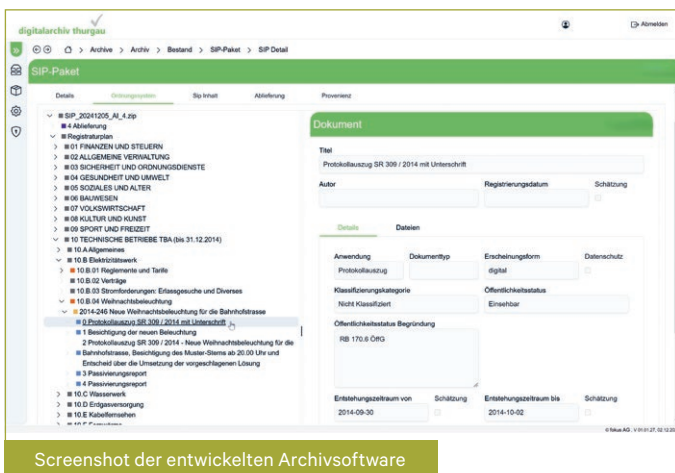 digitalarchiv thurgau
Abmelden
> Archive > Archiv > Bestand > SIP-Paket > SIP Detail
SIP-Paket
Details Ordnungssystem Sip Inhalt Ablieferung Provenienz
SIP_20241205_AI_4.zip
4 Ablieferung
Registraturplan
01 FINANZEN UND STEUERN
02 ALLGEMEINE VERWALTUNG
03 SICHERHEIT UND ORDNUNGSDIENSTE
04 GESUNDHEIT UND UMWELT
05 SOZIALES UND ALTER
06 BAUWESEN
07 VOLKSWIRTSCHAFT
08 KULTUR UND KUNST
09 SPORT UND FREIZEIT
10 TECHNISCHE BETRIEBE TBA (bis 31.12.2014)
10.A Allgemeines
10.B Elektrizitätswerk
10.B.01 Reglemente und Tarife
10.B.02 Verträge
10.B.03 Stromforderungen: Erlassgesuche und Diverses
10.B.04 Weihnachtsbeleuchtung
2014-246 Neue Weihnachtsbeleuchtung für die Bahnhofstrasse
0 Protokollauszug SR 309 / 2014 mit Unterschrift
1 Besichtigung der neuen Beleuchtung
2 Protokollauszug SR 309 / 2014 - Neue Weihnachtsbeleuchtung für die
Bahnhofstrasse, Besichtigung des Muster-Sterns ab 20.00 Uhr und
Entscheid über die Umsetzung der vorgeschlagenen Lösung
3 Passivierungsreport
4 Passivierungsreport
10.C Wasserwerk
10.D Erdgasversorgung
10.E Kabelfernsehen
Dokument
Titel
Protokollauszug SR 309 / 2014 mit Unterschrift
Autor Registrierungsdatum Schätzung
Details Dateien
Anwendung Dokumenttyp Erscheinungsform Datenschutz
Protokollauszug digital
Klassifizierungskategorie Öffentlichkeitsstatus
Nicht Klassifiziert Einsehbar
Öffentlichkeitsstatus Begründung
RB 170.6 ÖffG
Entstehungszeitraum von Schätzung Entstehungszeitraum bis Schätzung
2014-09-30 2014-10-02
Screenshot der entwickelten Archivsoftware